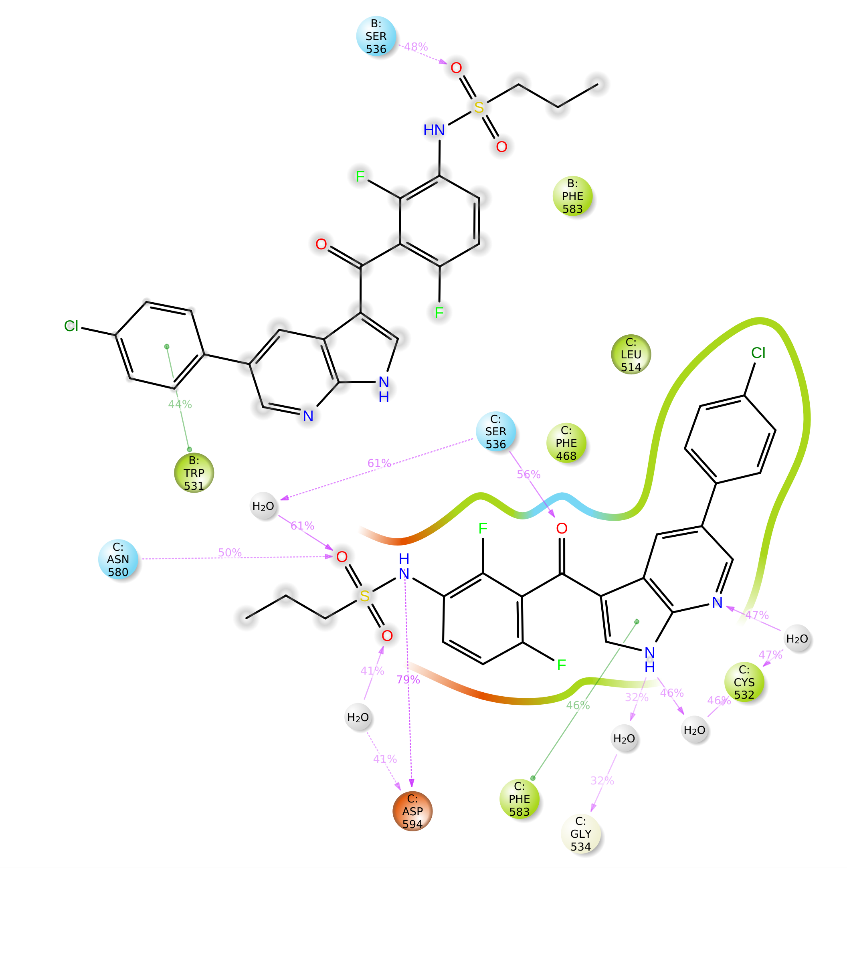 B:
SER
536
48%
O
S
O
HN
F
B:
PHE
583
O
F
Cl
N
N
H
44%
B:
TRP
531
C:
LEU
514
Cl
C:
SER
536
C:
PHE
468
61%
56%
H₂O
61%
C:
ASN
580
50%
O
H
N
F
O
S
O
F
N
N
H
47%
H₂O
47%
C:
CYS
532
41%
79%
32%
46%
46%
H₂O
H₂O
H₂O
46%
41%
32%
C:
ASP
594
C:
PHE
583
C:
GLY
534